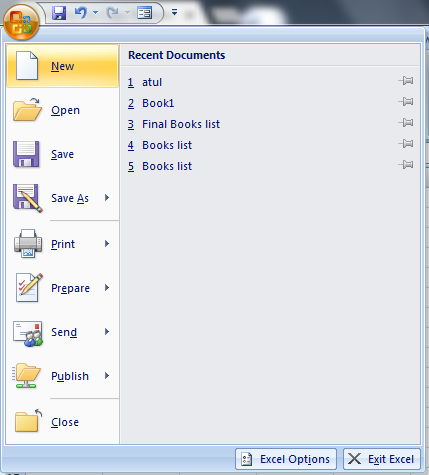 New
Open
Save
Save As
Print
Prepare
Send
Publish
Close
Recent Documents
1 atul
2 Book1
3 Final Books list
4 Books list
5 Books list
Excel Options
Exit Excel